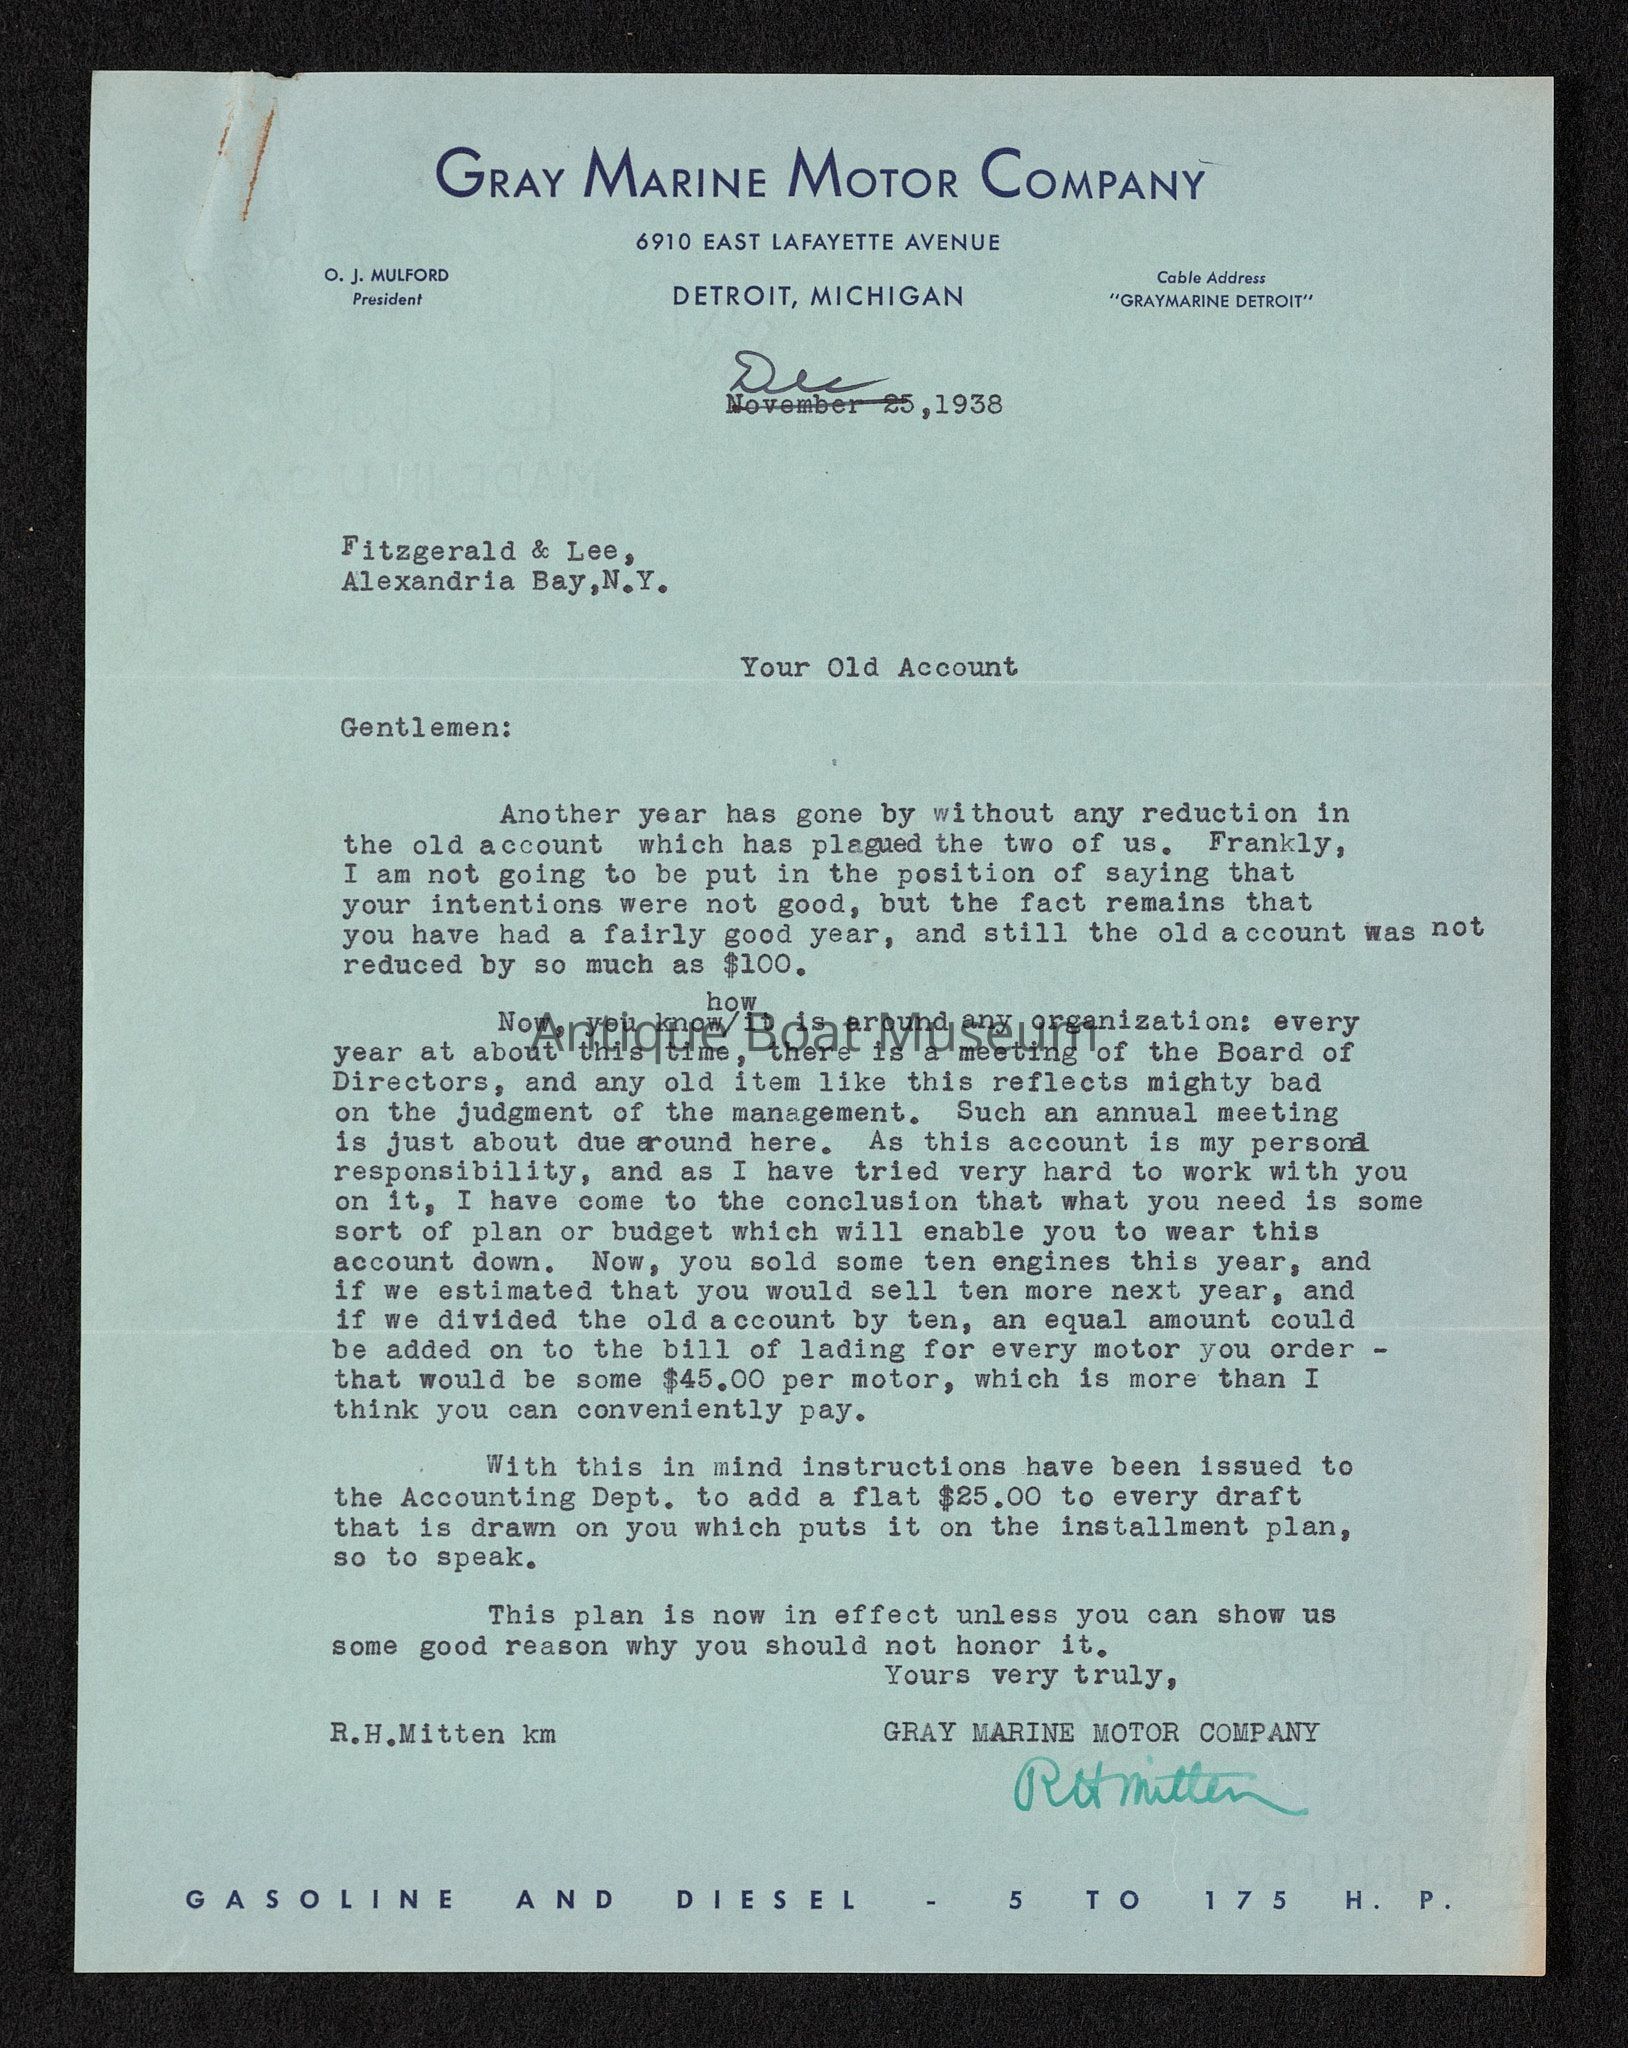 GRAY MARINE MOTOR COMPANY
6910 EAST LAFAYETTE AVENUE
O. J. MULFORD
President
DETROIT, MICHIGAN
Cable Address
"GRAYMARINE DETROIT"
Dec
November 25,1938
MADE IN U S A
Fitzgerald & Lee,
Alexandria Bay,N.Y.
Your Old Account
Gentlemen:
Another year has gone by without any reduction in
the old account which has plagued the two of us. Frankly,
I am not going to be put in the position of saying that
your intentions were not good, but the fact remains that
you have had a fairly good year, and still the old account was not
reduced by so much as $100.
how
Now, you know/it is around any organization: every
Antique Boat Museum
year at about this time, there is a meeting of the Board of
Directors, and any old item like this reflects mighty bad
on the judgment of the management. Such an annual meeting
is just about due around here. As this account is my personal
responsibility, and as I have tried very hard to work with you
on it, I have come to the conclusion that what you need is some
sort of plan or budget which will enable you to wear this
account down. Now, you sold some ten engines this year, and
if we estimated that you would sell ten more next year, and
if we divided the old account by ten, an equal amount could
be added on to the bill of lading for every motor you order -
that would be some $45.00 per motor, which is more than I
think you can conveniently pay.
With this in mind instructions have been issued to
the Accounting Dept. to add a flat $25.00 to every draft
that is drawn on you which puts it on the installment plan,
so to speak.
This plan is now in effect unless you can show us
some good reason why you should not honor it.
Yours very truly,
R.H.Mitten km
GRAY MARINE MOTOR COMPANY
RHMitten
GASOLINE AND DIESEL - 5 TO 175 H. P.